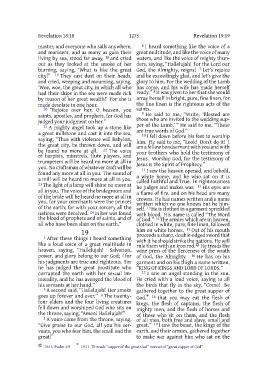 Revelation 18:18 1275 Revelation 19:19
master, and everyone who sails anywhere,
and mariners, and as many as gain their
living by sea, stood far away, 18 and cried
out as they looked at the smoke of her
burning, saying, "What is like the great
city?" 19 They cast dust on their heads,
and cried, weeping and mourning, saying,
'Woe, woe, the great city, in which all who
had their ships in the sea were made rich
by reason of her great wealth!' For she is
made desolate in one hour.
20 "Rejoice over her, O heaven, you
saints, apostles, and prophets, for God has
judged your judgment on her."
21 A mighty angel took up a stone like
a great millstone and cast it into the sea,
saying, "Thus with violence will Babylon,
the great city, be thrown down, and will
be found no more at all. 22 The voice
of harpists, minstrels, flute players, and
trumpeters will be heard no more at all in
you. No craftsman of whatever craft will be
found any more at all in you. The sound of
a mill will be heard no more at all in you.
23 The light of a lamp will shine no more at
all in you. The voice of the bridegroom and
of the bride will be heard no more at all in
you, for your merchants were the princes
of the earth; for with your sorcery all the
nations were deceived. 24 In her was found
the blood of prophets and of saints, and of
all who have been slain on the earth."
19
1 After these things I heard something
like a loud voice of a great multitude in
heaven, saying, "Hallelujah! Salvation,
power, and glory belong to our God; 2 for
his judgments are true and righteous. For
he has judged the great prostitute who
corrupted the earth with her sexual im-
morality, and he has avenged the blood of
his servants at her hand."
3 A second said, "Hallelujah! Her smoke
goes up forever and ever." 4 The twenty-
four elders and the four living creatures
fell down and worshiped God who sits on
the throne, saying, "Amen! Hallelujah!"
5 A voice came from the throne, saying,
"Give praise to our God, all you his ser-
vants, you who fear him, the small and the
great!"
6 I heard something like the voice of a
great multitude, and like the voice of many
waters, and like the voice of mighty thun-
ders, saying, "Hallelujah! For the Lord our
God, the Almighty, reigns! 7 Let's rejoice
and be exceedingly glad, and let's give the
glory to him. For the wedding of the Lamb
has come, and his wife has made herself
ready." 8 It was given to her that she would
array herself in bright, pure, fine linen, for
the fine linen is the righteous acts of the
saints.
9 He said to me, "Write, 'Blessed are
those who are invited to the wedding sup-
per of the Lamb.'" He said to me, "These
are true words of God."
10 I fell down before his feet to worship
him. He said to me, "Look! Don't do it! I
am a fellow bondservant with you and with
your brothers who hold the testimony of
Jesus. Worship God, for the testimony of
Jesus is the Spirit of Prophecy."
11 I saw the heaven opened, and behold,
a white horse, and he who sat on it is
called Faithful and True. In righteousness
he judges and makes war. 12 His eyes are
a flame of fire, and on his head are many
crowns. He has names written and a name
written which no one knows but he him-
self. 13 He is clothed in a garment sprinkled
with blood. His name is called "The Word
of God." 14 The armies which are in heaven,
clothed in white, pure, fine linen, followed
him on white horses. 15 Out of his mouth
proceeds a sharp, double-edged sword that
with it he should strike the nations. He will
rule them with an iron rod. He treads the
wine press of the fierceness of the wrath
of God, the Almighty. 16 He has on his
garment and on his thigh a name written,
"KING OF KINGS AND LORD OF LORDS."
17 I saw an angel standing in the sun.
He cried with a loud voice, saying to all
the birds that fly in the sky, "Come! Be
gathered together to the great supper of
God, 18 that you may eat the flesh of
kings, the flesh of captains, the flesh of
mighty men, and the flesh of horses and
of those who sit on them, and the flesh
of all men, both free and slave, small and
great." 19 I saw the beast, the kings of the
earth, and their armies, gathered together
to make war against him who sat on the